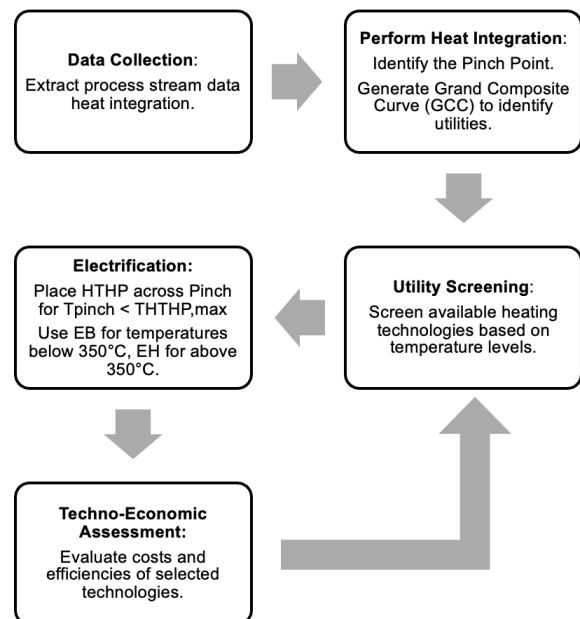 Data Collection:
Extract process stream data
heat integration.
Perform Heat Integration:
Identify the Pinch Point.
Generate Grand Composite
Curve (GCC) to identify
utilities.
Electrification:
Place HTHP across Pinch
for Tpinch < THTHP,max
Use EB for temperatures
below 350°C, EH for above
350°C.
Utility Screening:
Screen available heating
technologies based on
temperature levels.
Techno-Economic
Assessment:
Evaluate costs and
efficiencies of selected
technologies.